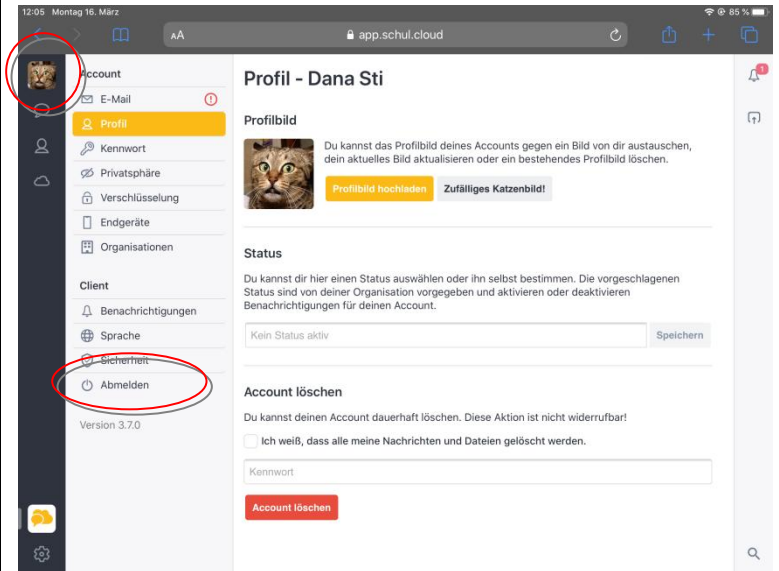 12:05 Montag 16. März
85 %
AA
app.schul.cloud
Account
E-Mail
Profil
Kennwort
Privatsphäre
Verschlüsselung
Endgeräte
Organisationen
Client
Benachrichtigungen
Sprache
Sicherheit
Abmelden
Version 3.7.0
Profil - Dana Sti
Profilbild
Du kannst das Profilbild deines Accounts gegen ein Bild von dir austauschen,
dein aktuelles Bild aktualisieren oder ein bestehendes Profilbild löschen.
Profilbild hochladen Zufälliges Katzenbild!
Status
Du kannst dir hier einen Status auswählen oder ihn selbst bestimmen. Die vorgeschlagenen
Status sind von deiner Organisation vorgegeben und aktivieren oder deaktivieren
Benachrichtigungen für deinen Account.
Kein Status aktiv Speichern
Account löschen
Du kannst deinen Account dauerhaft löschen. Diese Aktion ist nicht widerrufbar!
Ich weiß, dass alle meine Nachrichten und Dateien gelöscht werden.
Kennwort
Account löschen
1